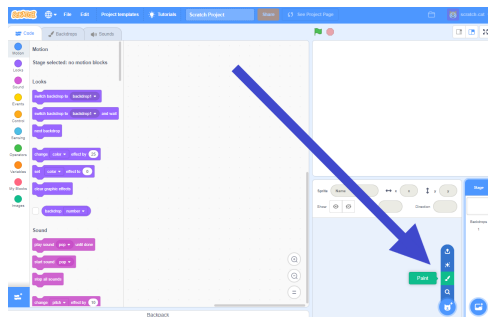 SCRATCH File Edit Project templates Tutorials Scratch Project Share See Project Page scratch-cat
Code Backdrops Sounds
Motion
Looks
Sound
Events
Control
Sensing
Operators
Variables
My Blocks
Images
Motion
Stage selected: no motion blocks
Looks
switch backdrop to backdrop1
switch backdrop to backdrop1 and wait
next backdrop
change color effect by 25
set color effect to 0
clear graphic effects
backdrop number
Sound
play sound pop until done
start sound pop
stop all sounds
change pitch effect by 10
Backpack
Sprite Name x x y y
Show Direction
Stage
Backdrops
Paint